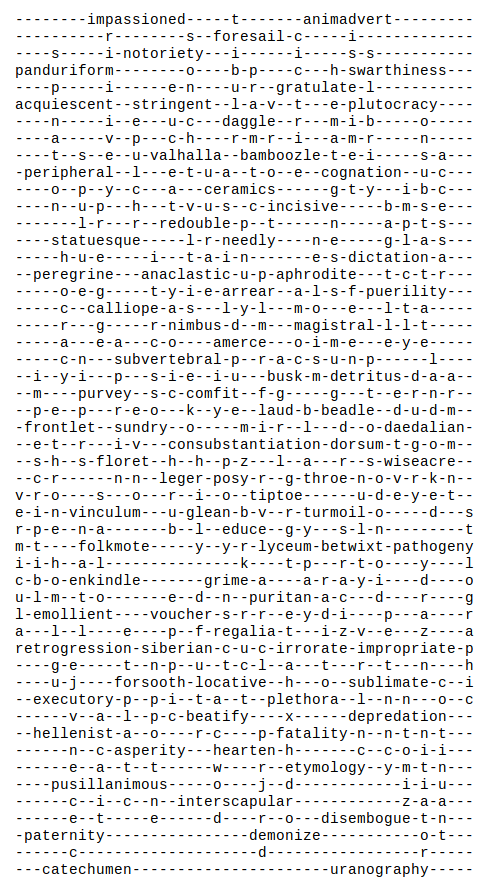 --------impassioned-----t-------animadvert---------
----------r--------s--foresail-c-----i-------------
----s-----i-notoriety--i------i-----s-s-----------
panduriform--------o----b-p----c---h-swarthiness---
----p-----i------e-n----u-r--gratulate-l-----------
acquiescent--stringent--l-a-v--t---e-plutocracy----
----n-----i--e---u-c---daggle--r---m-i-b-----o-----
----a-----v--p---c-h----r-m-r--i---a-m-r-----n-----
----t--s--e--u-valhalla--bamboozle-t-e-i-----s-a---
-peripheral--l---e-t-u-a--t-o--e--cognation--u-c---
----o--p--y--c---a---ceramics------g-t-y--i-b-c---
----n--u-p---h---t-v-u-s--c-incisive-----b-m-s-e---
-------l-r---r--redouble-p--t------n-----a-p-t-s---
----statuesque-----l-r-needly----n-e-----g-l-a-s---
-----h-u-e-----i--t-a-i-n-------e-s-dictation-a---
--peregrine---anaclastic-u-p-aphrodite---t-c-t-r---
-----o-e-g-----t-y-i-e-arrear--a-l-s-f-puerility---
-----c--calliope-a-s---l-y-l---m-o---e---l-t-a-----
-----r---g-----r-nimbus-d--m---magistral-l-l-t-----
-----a---e-a---c-o----amerce---o-i-m-e---e-y-e-----
-----c-n---subvertebral-p--r-a-c-s-u-n-p------l----
--i--y-i---p---s-i-e--i-u---busk-m-detritus-d-a-a--
--m----purvey--s-c-comfit--f-g-----g---t--e-r-n-r--
--p-e-p---r-e-o---k--y-e--laud-b-beadle--d-u-d-m--
-frontlet--sundry--o-----m-i-r-l---d--o-daedalian-
--e-t--r---i-v---consubstantiation-dorsum-t-g-o-m--
--s-h--s-floret--h--h-p-z---l--a---r--s-wiseacre--
--c-r------n-n--leger-posy-r--g-throe-n-o-v-r-k-n--
v-r-o----s---o---r--i--o--tiptoe------u-d-e-y-e-t--
e-i-n-vinculum---u-glean-b-v--r-turmoil-o-----d---s
r-p-e--n-a-------b--l--educe--g-y---s-l-n---------t
m-t----folkmote-----y--y-r-lyceum-betwixt-pathogeny
i-i-h--a-l---------------k----t-p---r-t-o----y----l
c-b-o-enkindle-------grime-a----a-r-a-y-i----d----o
u-l-m--t-o-------e--d--n--puritan-a-c---d----r----g
l-emollient----voucher-s-r-r--e-y-d-i----p---a----r
a---l--l----e----p--f-regalia-t---i-z-v--e---z----a
retrogression-siberian-c-u-c-irrorate-impropriate-p
----g-e-----t--n-p--u-t-c-l--a--t---r--t--n----n--h
----u-j----forsooth-locative--h---o--sublimate-c--i
--executory-p--p-i--t-a--t--plethora--l--n-n---o--c
------v--a--l--p-c-beatify----x------depredation---
--hellenist-a--o----r-c----p-fatality-n--n-t-n-t---
------n--c-asperity---hearten-h-------c--c-o-i-i---
------e--a--t--t------w----r--etymology--y-m-t-n---
----pusillanimous-----o----j--d------------i-i-u---
------c--i--c--n--interscapular------------z-a-a---
------e--t-----e------d----r--o---disembogue-t-n---
-paternity----------------demonize-----------o-t---
------c--------------------d-----------------r-----
---catechumen----------------------uranography-----